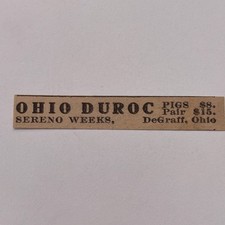 OHIO DUROC PIGS $8.
Pair $15.
SERENO WEEKS, DeGraff, Ohio